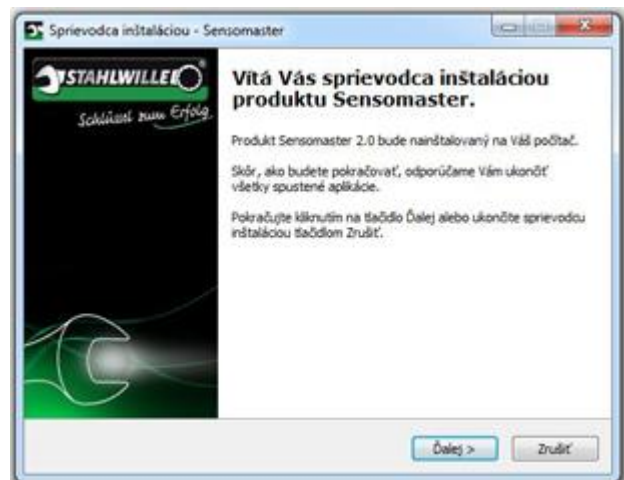 Sprievodca inštaláciou - Sensomaster
STAHLWILLE
Schlüssel zum Erfolg
Vítá Vás sprievodca inštaláciou
produktu Sensomaster.
Produkt Sensomaster 2.0 bude nainštalovaný na Váš počítač.
Skôr, ako budete pokračovať, odporúčame Vám ukončiť
všetky spustené aplikácie.
Pokračujte kliknutím na tlačidlo Ďalej alebo ukončite sprievodcu
inštaláciou tlačidlom Zrušiť.
Ďalej >
Zrušiť